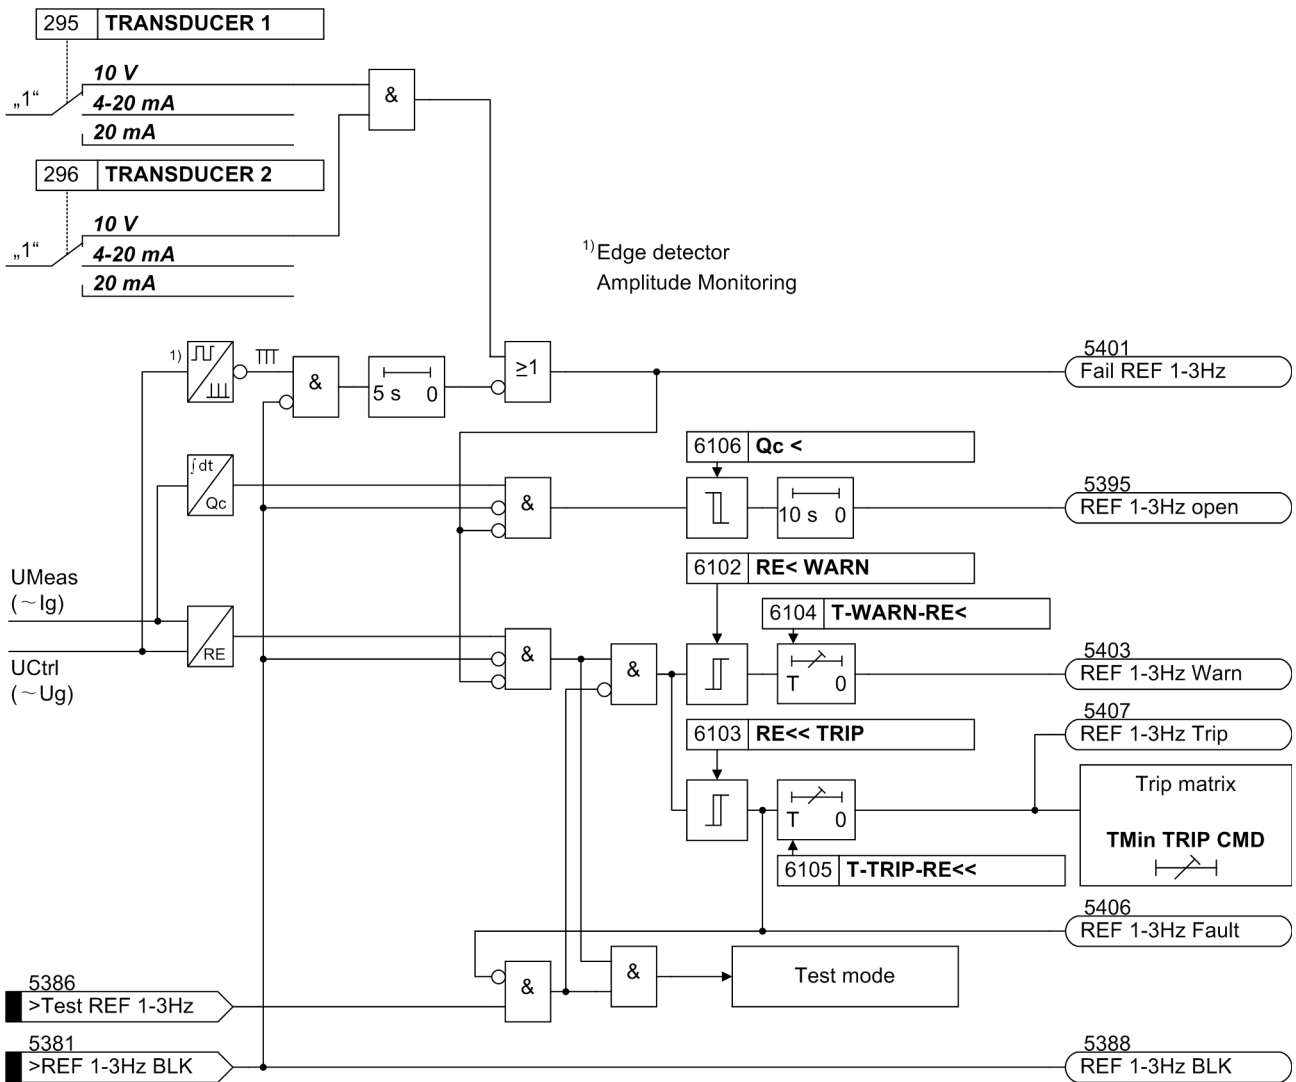 295 TRANSDUCER 1
10 V
„1“ 4-20 mA
20 mA
&
296 TRANSDUCER 2
10 V
„1“ 4-20 mA
20 mA
1) Edge detector
Amplitude Monitoring
1)
&
5 s 0
≥1
5401
Fail REF 1-3Hz
6106 Qc <
∫dt
Qc
&
10 s 0
5395
REF 1-3Hz open
6102 RE< WARN
UMeas
(~Ig)
6104 T-WARN-RE<
RE
&
&
T 0
5403
REF 1-3Hz Warn
UCtrl
(~Ug)
5407
REF 1-3Hz Trip
6103 RE<< TRIP
Trip matrix
T 0
TMin TRIP CMD
6105 T-TRIP-RE<<
5406
REF 1-3Hz Fault
&
&
Test mode
5386
>Test REF 1-3Hz
5381
>REF 1-3Hz BLK
5388
REF 1-3Hz BLK